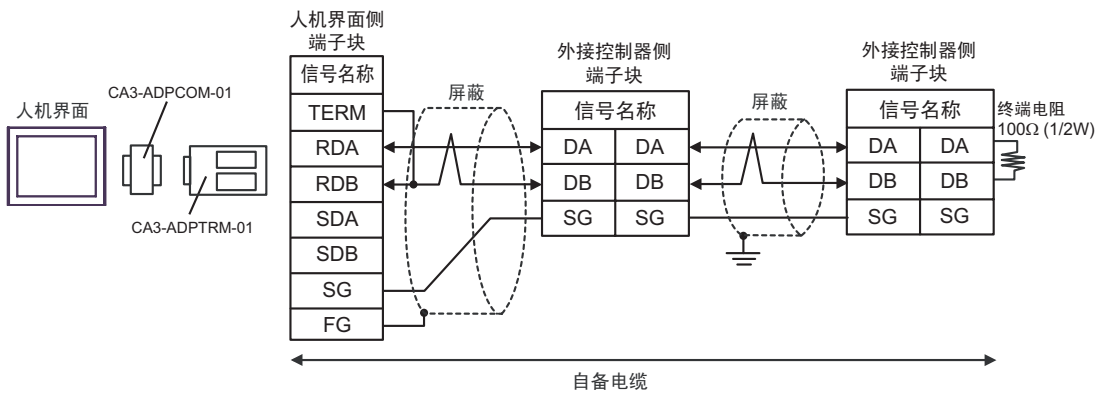 人机界面
CA3-ADPCOM-01
CA3-ADPTRM-01
人机界面侧
端子块
信号名称
TERM
RDA
RDB
SDA
SDB
SG
FG
屏蔽
外接控制器侧
端子块
信号名称
DA DA
DB DB
SG SG
屏蔽
外接控制器侧
端子块
信号名称
DA DA
DB DB
SG SG
终端电阻
100Ω (1/2W)
自备电缆